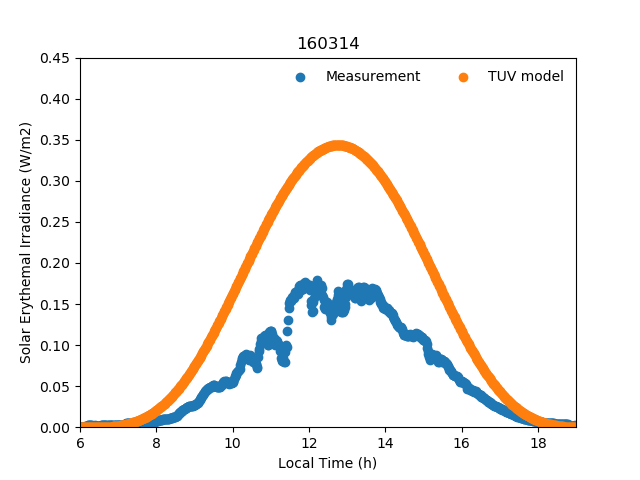 160314
Measurement TUV model
Solar Erythemal Irradiance (W/m2)
0.45
0.40
0.35
0.30
0.25
0.20
0.15
0.10
0.05
0.00
6 8 10 12 14 16 18
Local Time (h)